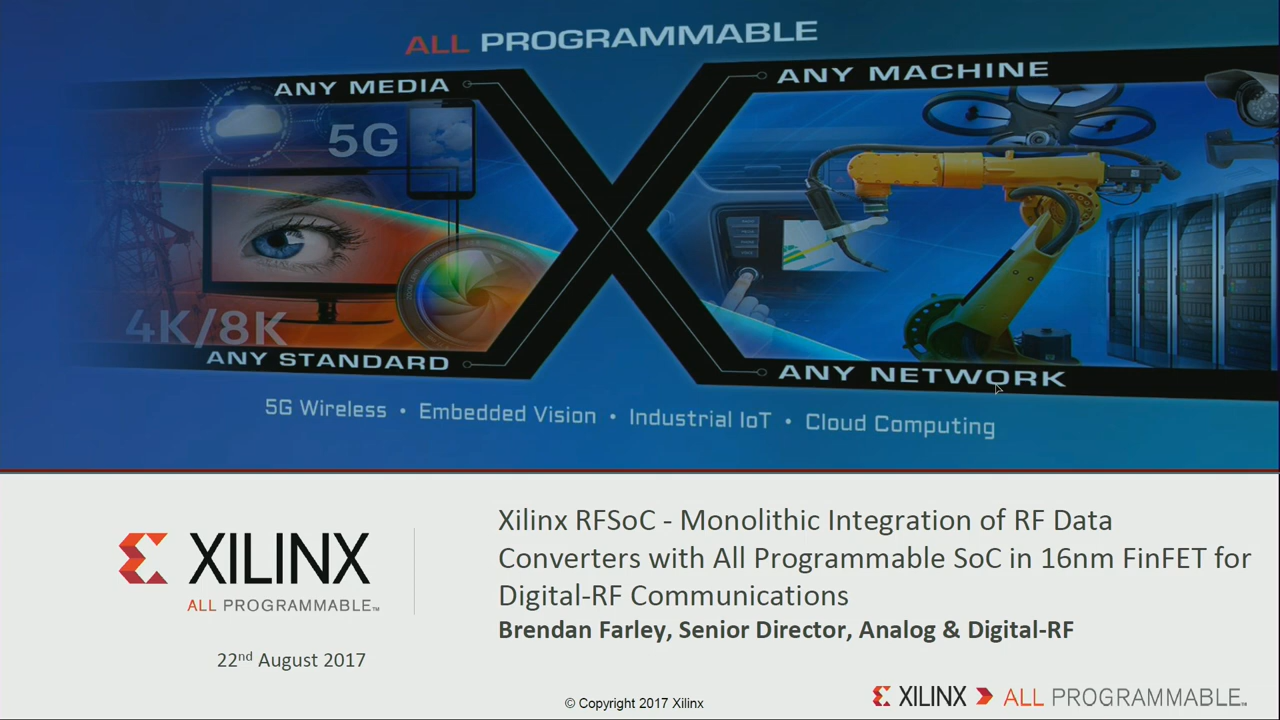 ALL PROGRAMMABLE
ANY MEDIA
ANY MACHINE
5G
4K/8K
ANY STANDARD
ANY NETWORK
5G Wireless • Embedded Vision • Industrial IoT • Cloud Computing
XILINX
ALL PROGRAMMABLE™
22nd August 2017
Xilinx RFSoC - Monolithic Integration of RF Data
Converters with All Programmable SoC in 16nm FinFET for
Digital-RF Communications
Brendan Farley, Senior Director, Analog & Digital-RF
© Copyright 2017 Xilinx
XILINX ALL PROGRAMMABLE™